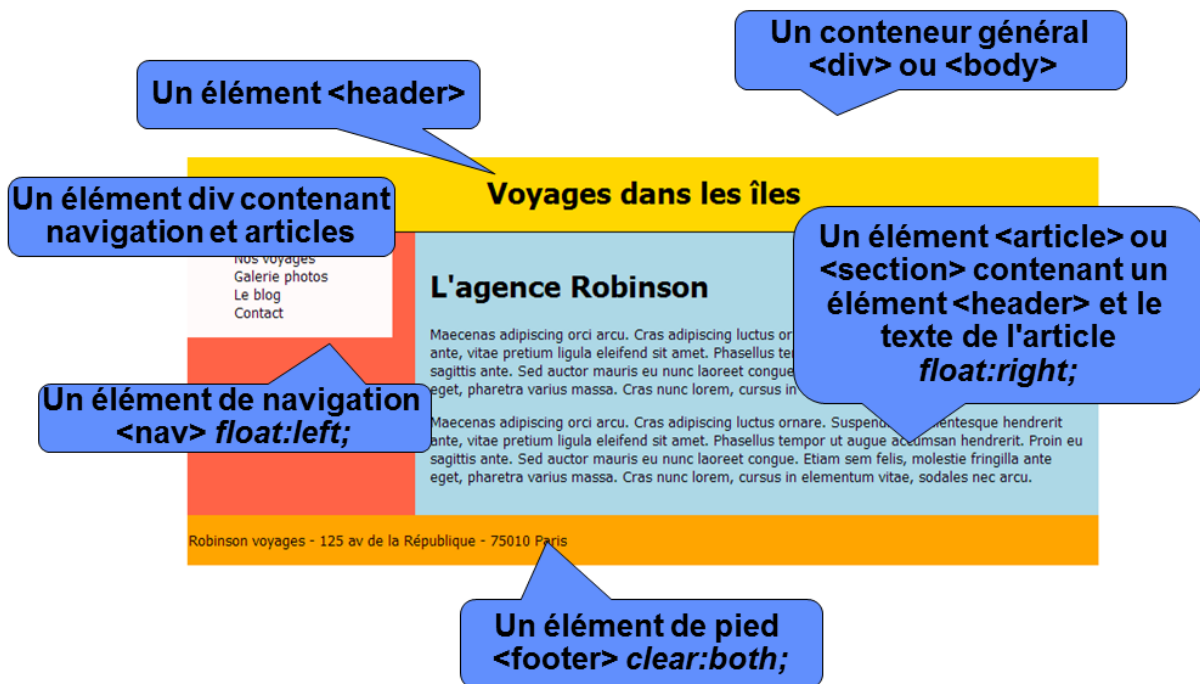 Un conteneur général
<div> ou <body>
Un élément <header>
Voyages dans les îles
Un élément div contenant
navigation et articles
Un élément <article> ou
<section> contenant un
élément <header> et le
texte de l'article
float:right;
Nos voyages
Galerie photos
Le blog
Contact
L'agence Robinson
Maecenas adipiscing orci arcu. Cras adipiscing luctus
ante, vitae pretium ligula eleifend sit amet. Phasellus
sagittis ante. Sed auctor mauris eu nunc laoreet congue
eget, pharetra varius massa. Cras nunc lorem, cursus in
Un élément de navigation
<nav> float:left;
Maecenas adipiscing orci arcu. Cras adipiscing luctus ornare. hendrerit
ante, vitae pretium ligula eleifend sit amet. Phasellus tempor ut augue accumsan hendrerit. Proin eu
sagittis ante. Sed auctor mauris eu nunc laoreet congue. Etiam sem felis, molestie fringilla ante
eget, pharetra varius massa. Cras nunc lorem, cursus in elementum vitae, sodales nec arcu.
Robinson voyages - 125 av de la République - 75010 Paris
Un élément de pied
<footer> clear:both;